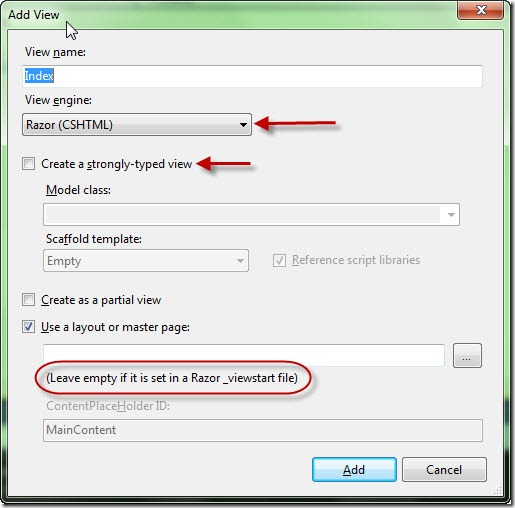 Add View
View name:
Index
View engine:
Razor (CSHTML)
Create a strongly-typed view
Model class:
Scaffold template:
Empty
Reference script libraries
Create as a partial view
Use a layout or master page:
...
(Leave empty if it is set in a Razor _viewstart file)
ContentPlaceHolder ID:
MainContent
Add
Cancel